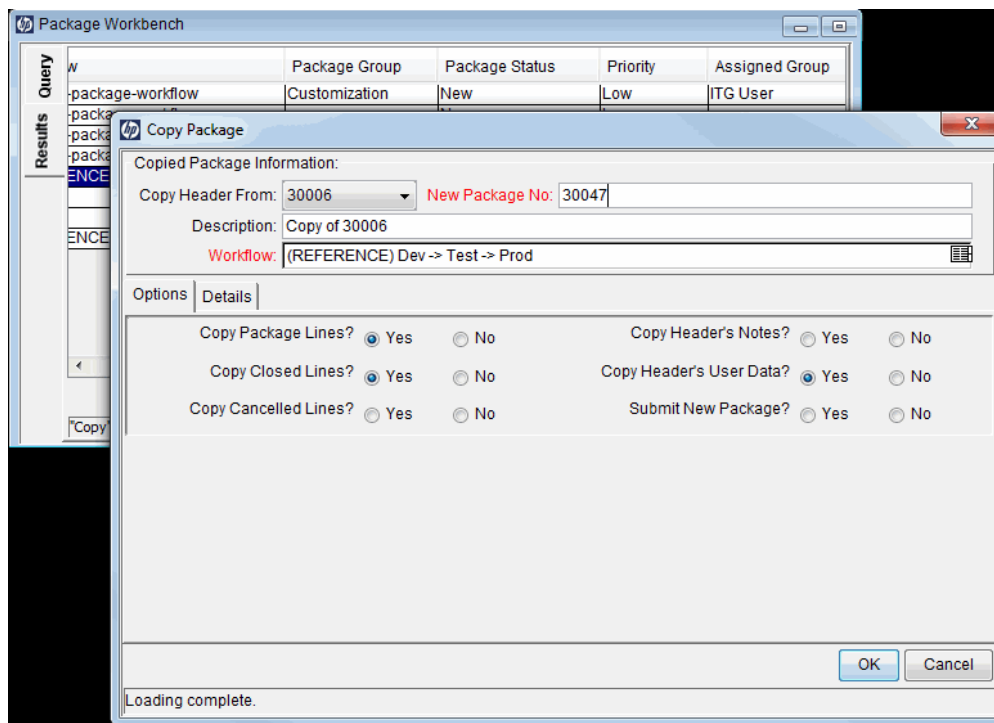 Package Workbench
Query
Results
w Package Group Package Status Priority Assigned Group
-package-workflow Customization New Low ITG User
-packa
-packa
-packa
ENCE
ENCE
"Copy"
Copy Package
Copied Package Information:
Copy Header From: 30006 New Package No: 30047
Description: Copy of 30006
Workflow: (REFERENCE) Dev -> Test -> Prod
Options Details
Copy Package Lines? Yes No Copy Header's Notes? Yes No
Copy Closed Lines? Yes No Copy Header's User Data? Yes No
Copy Cancelled Lines? Yes No Submit New Package? Yes No
OK Cancel
Loading complete.